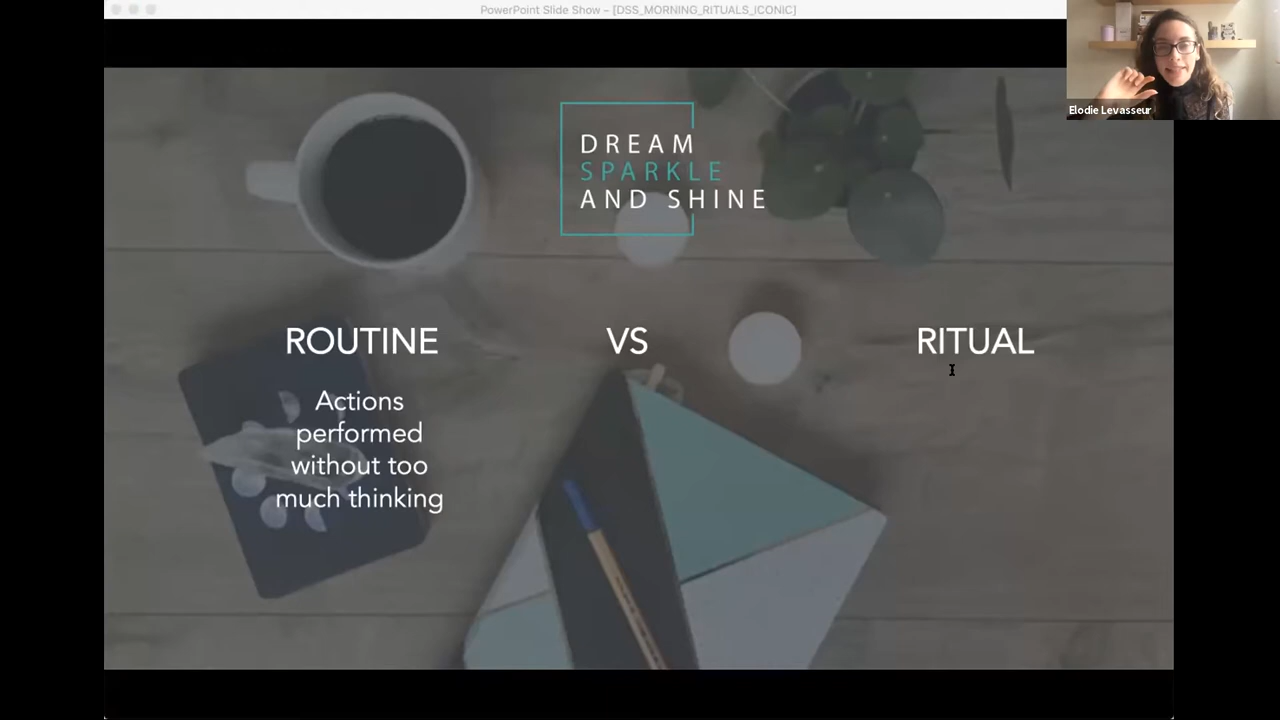 PowerPoint Slide Show – [DSS_MORNING_RITUALS_ICONIC]
Elodie Levasseur
DREAM
SPARKLE
AND SHINE
ROUTINE VS RITUAL
Actions
performed
without too
much thinking